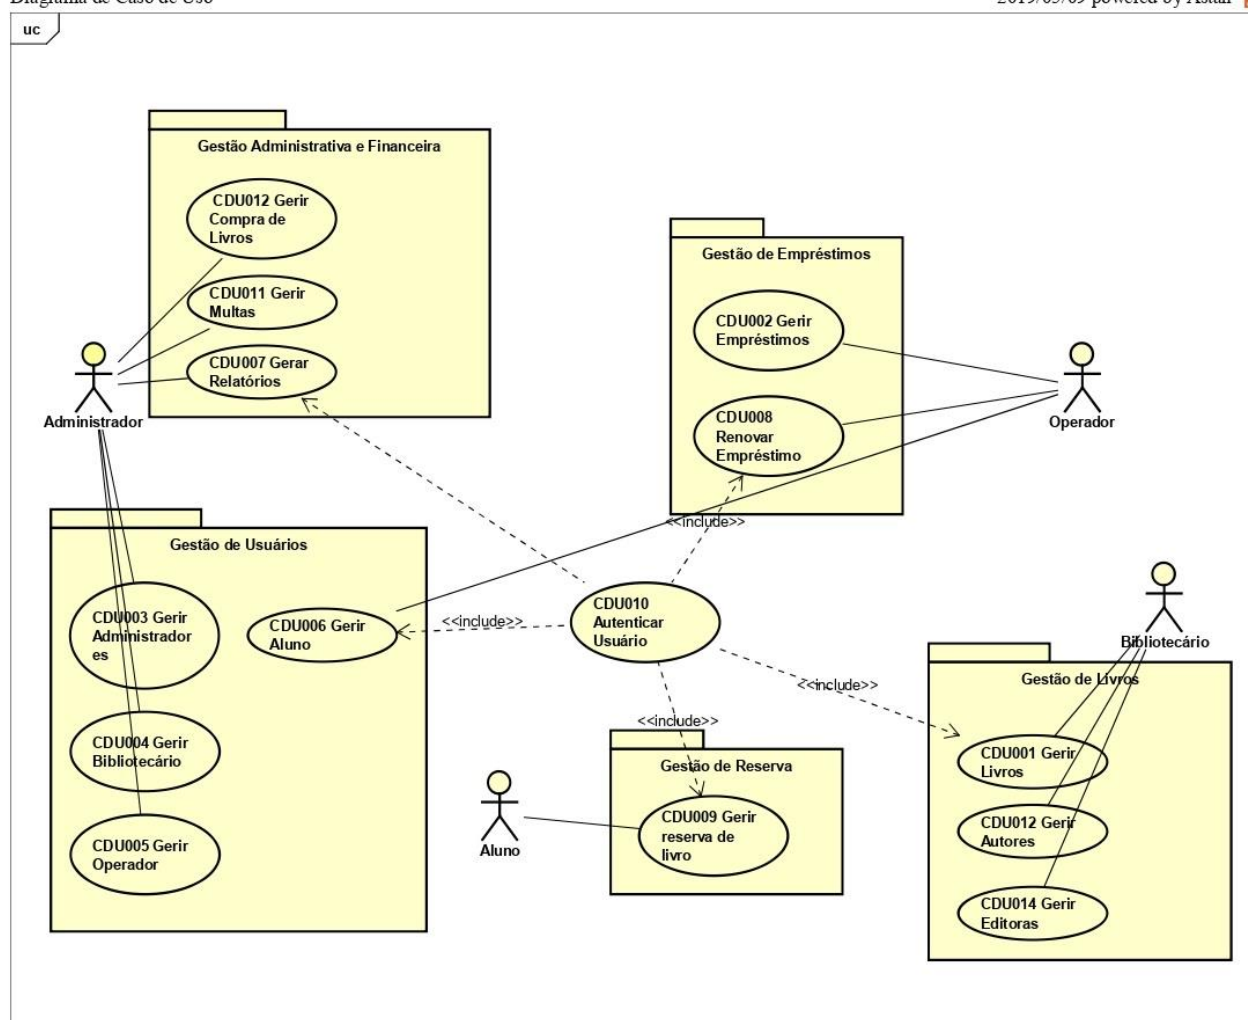 Diagrama de Caso de Uso
2019/05/09 powered by Astah
uc
Gestão Administrativa e Financeira
CDU012 Gerir
Compra de
Livros
CDU011 Gerir
Multas
CDU007 Gerar
Relatórios
Administrador
Gestão de Empréstimos
CDU002 Gerir
Empréstimos
CDU008
Renovar
Empréstimo
Operador
<<include>>
Gestão de Usuários
CDU003 Gerir
Administrador
es
CDU006 Gerir
Aluno
CDU004 Gerir
Bibliotecário
CDU005 Gerir
Operador
<<include>>
CDU010
Autenticar
Usuário
<<include>>
<<include>>
Bibliotecário
Gestão de Livros
CDU001 Gerir
Livros
CDU012 Gerir
Autores
CDU014 Gerir
Editoras
Gestão de Reserva
CDU009 Gerir
reserva de
livro
Aluno